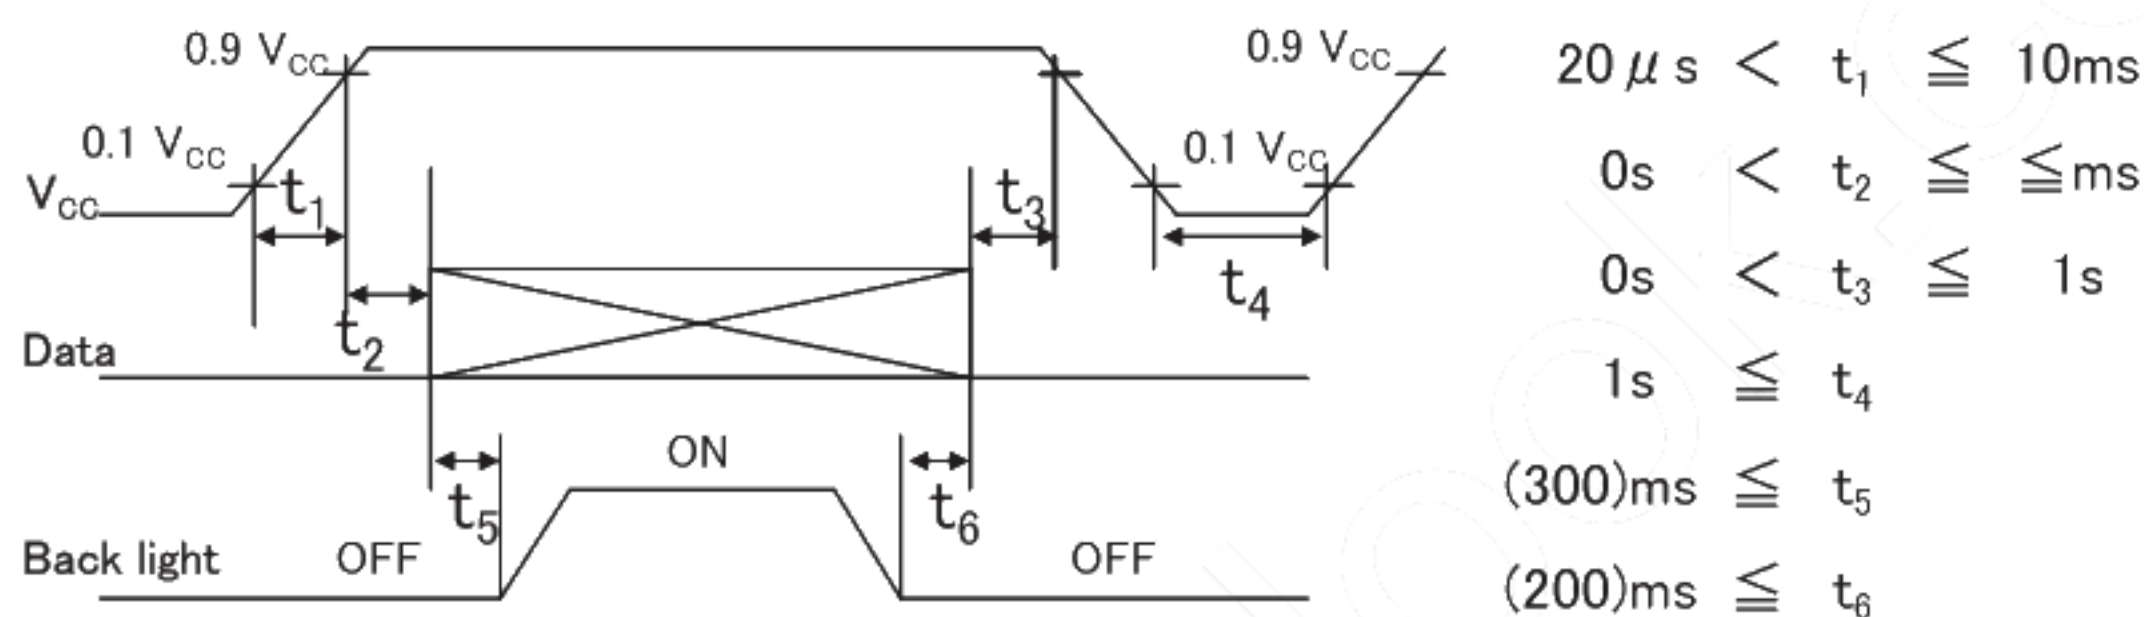 0.9 VCC
0.9 VCC
0.1 VCC
0.1 VCC
VCC
t1
t3
t4
t2
Data
ON
t5
t6
Back light
OFF
OFF
20μs < t1 ≦ 10ms
0s < t2 ≦ ≦ms
0s < t3 ≦ 1s
1s ≦ t4
(300)ms ≦ t5
(200)ms ≦ t6